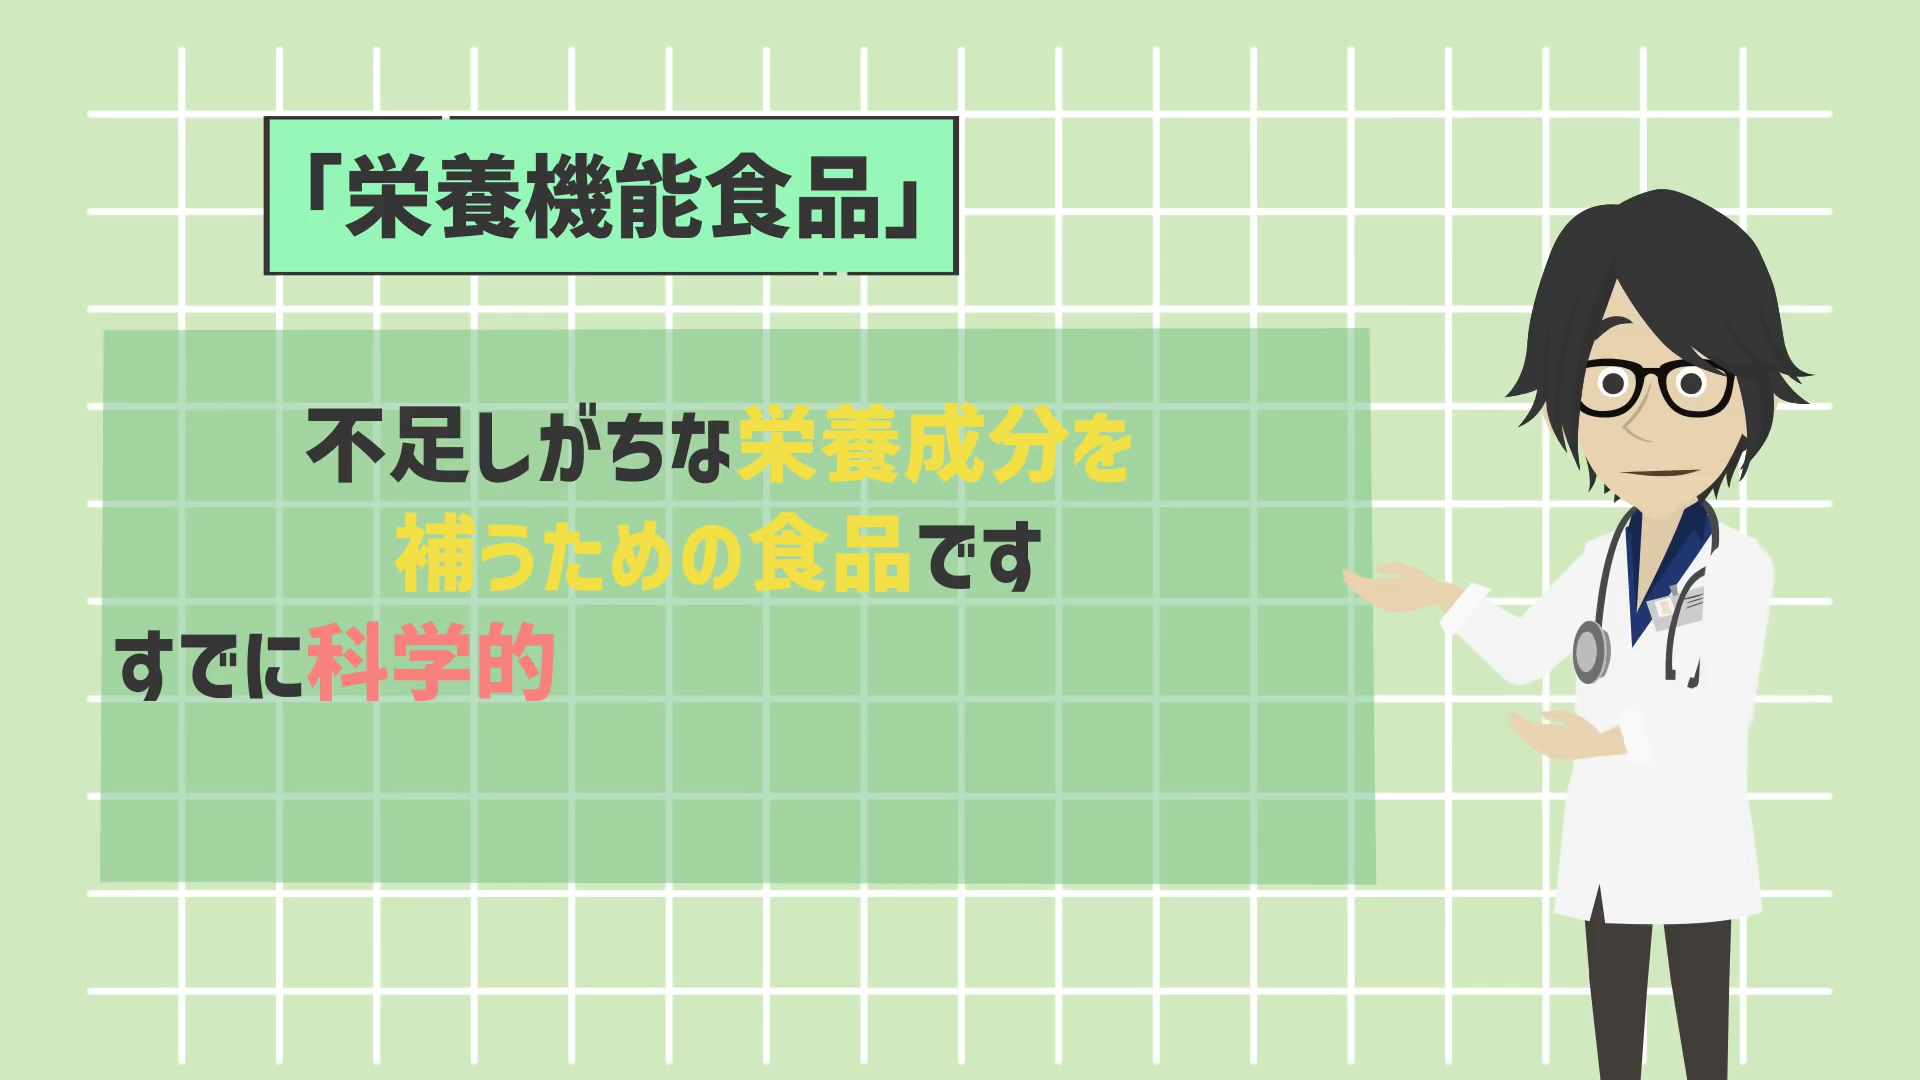 「栄養機能食品」
不足しがちな栄養成分を
補うための食品です
すでに科学的